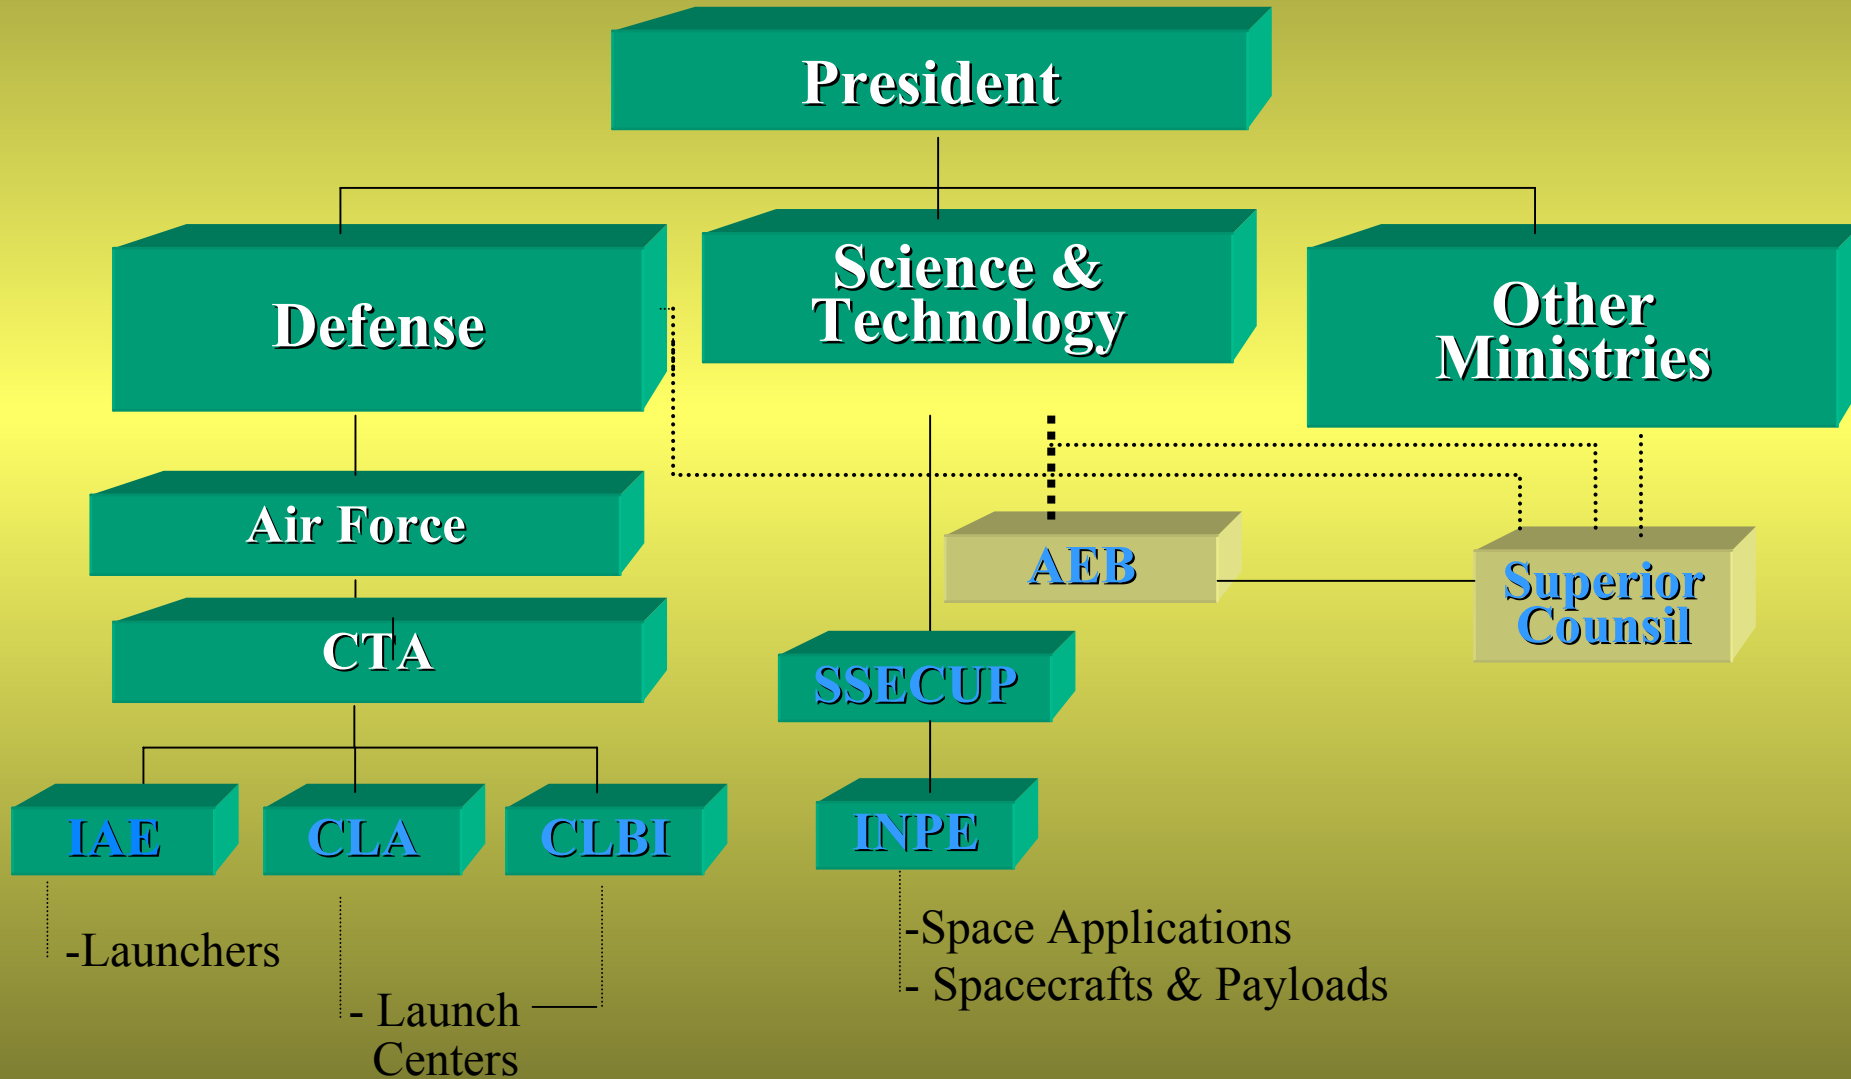 President
Defense
Science &
Technology
Other
Ministries
Air Force
AEB
Superior
Counsil
CTA
SSECUP
IAE
CLA
CLBI
INPE
-Launchers
- Launch
Centers
-Space Applications
- Spacecrafts & Payloads